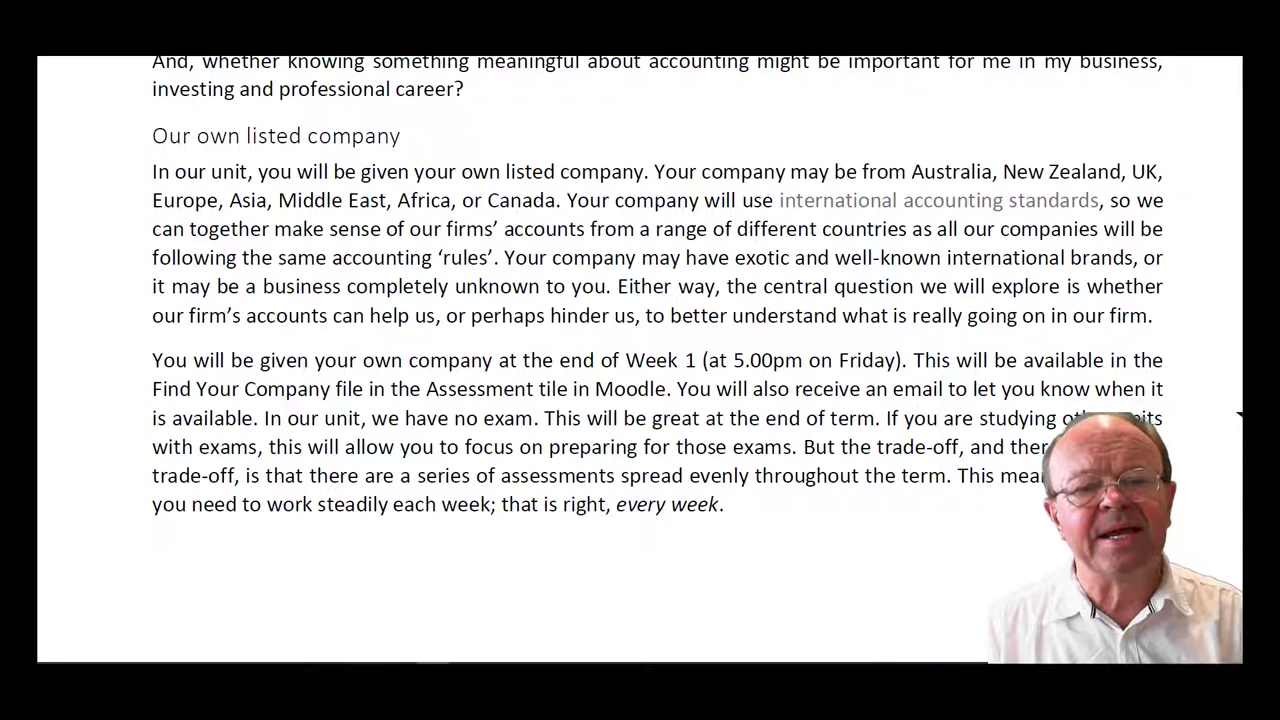 And, whether knowing something meaningful about accounting might be important for me in my business,
investing and professional career?
Our own listed company
In our unit, you will be given your own listed company. Your company may be from Australia, New Zealand, UK,
Europe, Asia, Middle East, Africa, or Canada. Your company will use international accounting standards, so we
can together make sense of our firms’ accounts from a range of different countries as all our companies will be
following the same accounting ‘rules’. Your company may have exotic and well-known international brands, or
it may be a business completely unknown to you. Either way, the central question we will explore is whether
our firm’s accounts can help us, or perhaps hinder us, to better understand what is really going on in our firm.
You will be given your own company at the end of Week 1 (at 5.00pm on Friday). This will be available in the
Find Your Company file in the Assessment tile in Moodle. You will also receive an email to let you know when it
is available. In our unit, we have no exam. This will be great at the end of term. If you are studying
with exams, this will allow you to focus on preparing for those exams. But the trade-off, and
trade-off, is that there are a series of assessments spread evenly throughout the term. This
you need to work steadily each week; that is right, every week.